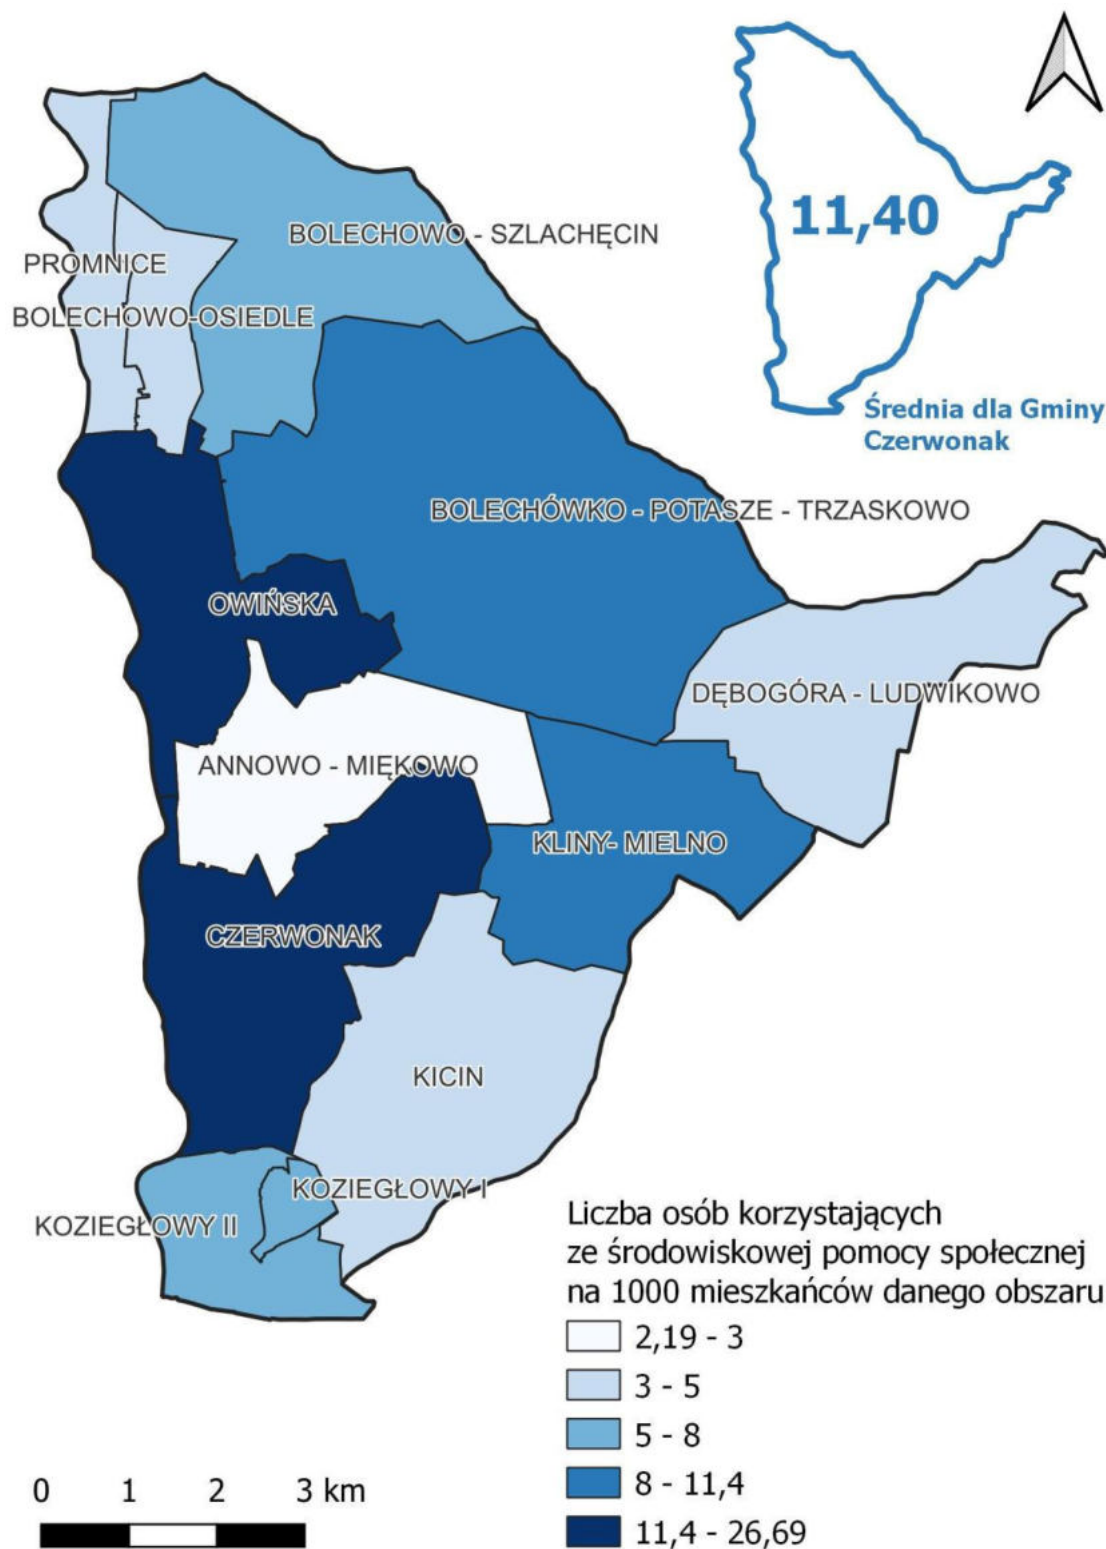 11,40
Średnia dla Gminy
Czerwonak
BOLECHOWO - SZLACHĘCIN
PROMNICE
BOLECHOWO-OSIEDLE
BOLECHÓWKO - POTASZE - TRZASKOWO
OWIŃSKA
DĘBOGÓRA - LUDWIKOWO
ANNOWO - MIĘKOWO
KLINY- MIELNO
CZERWONAK
KICIN
KOZIEGŁOWY I
KOZIEGŁOWY II
Liczba osób korzystających
ze środowiskowej pomocy społecznej
na 1000 mieszkańców danego obszaru
2,19 - 3
3 - 5
5 - 8
8 - 11,4
11,4 - 26,69
0 1 2 3 km